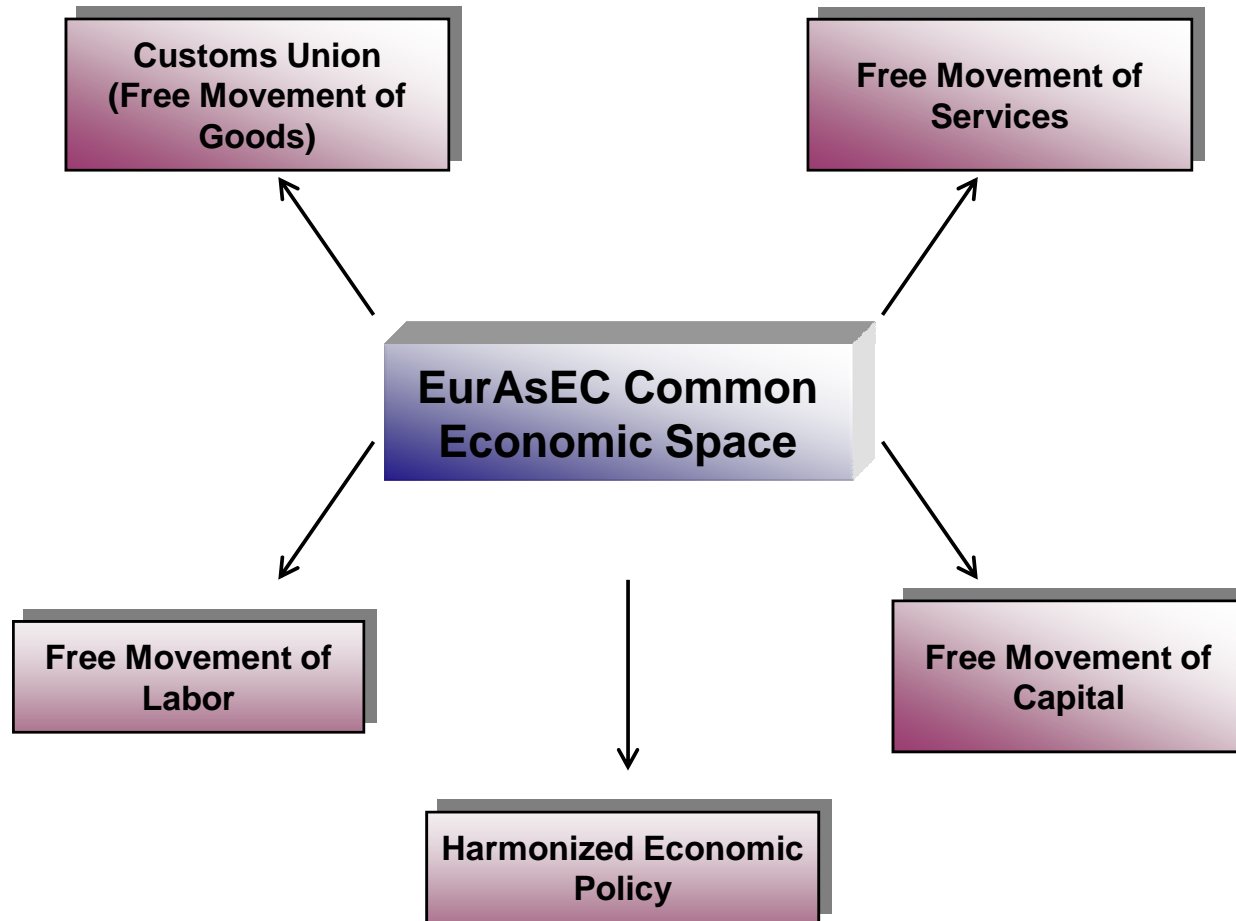 Customs Union
(Free Movement of
Goods)
Free Movement of
Services
EurAsEC Common
Economic Space
Free Movement of
Labor
Free Movement of
Capital
Harmonized Economic
Policy